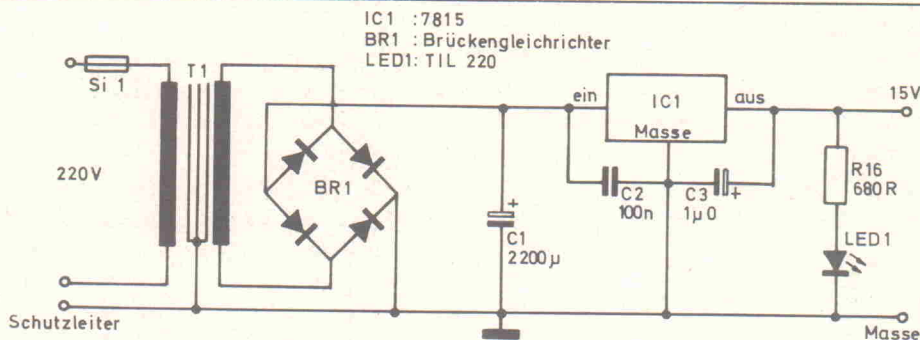 IC1 :7815
BR1 : Brückengleichrichter
LED1: TIL 220
Si 1
T1
ein
IC1
aus
15V
Masse
220V
BR1
C2
100n
C3
1µ0
R16
680R
+
+
C1
2200µ
LED1
Schutzleiter
Masse